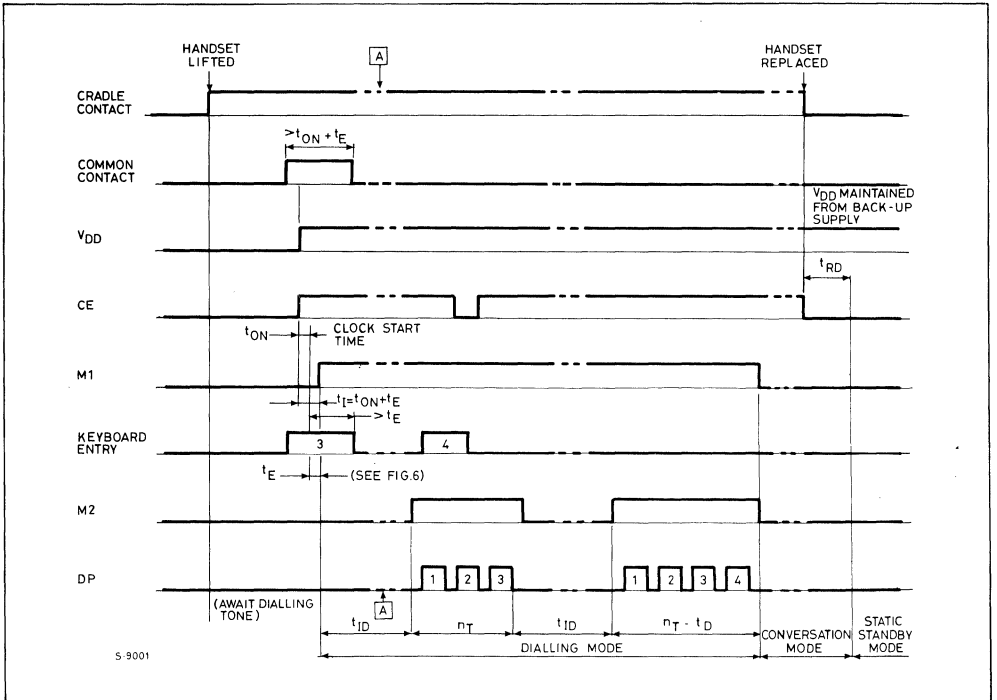 HANDSET
LIFTED
A
HANDSET
REPLACED
CRADLE
CONTACT
>tON + tE
COMMON
CONTACT
VDD MAINTAINED
FROM BACK-UP
SUPPLY
VDD
tRD
CE
tON
CLOCK START
TIME
M1
tI=tON+tE
>tE
KEYBOARD
ENTRY
3
4
tE
(SEE FIG.6)
M2
DP
1 2 3
1 2 3 4
(AWAIT DIALLING
TONE)
A
tID
nT
tID
nT - tD
CONVERSATION
MODE
STATIC
STANDBY
MODE
DIALLING MODE
S-9001